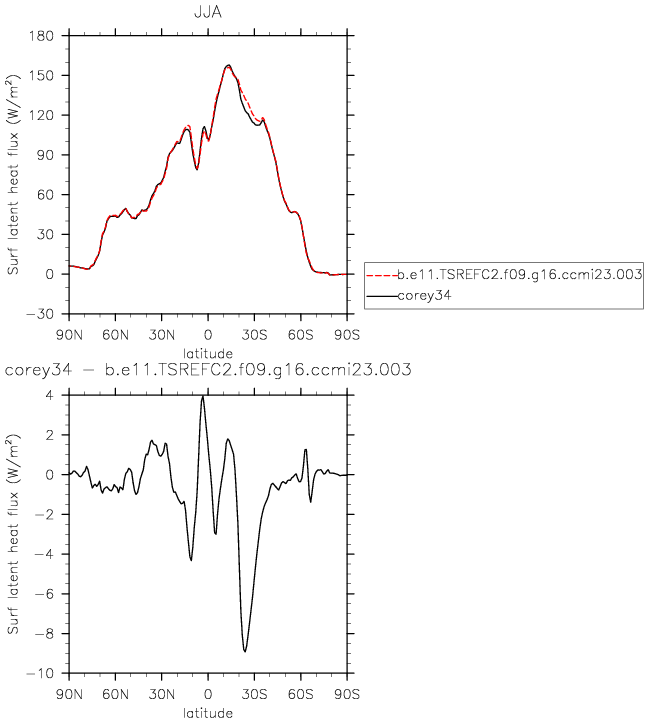 JJA
180
150
120
90
60
30
0
−30
Surf latent heat flux (W/m²)
90N 60N 30N 0 30S 60S 90S
latitude
b.e11.TSREFC2.f09.g16.ccmi23.003
corey34
corey34 − b.e11.TSREFC2.f09.g16.ccmi23.003
4
2
0
−2
−4
−6
−8
−10
Surf latent heat flux (W/m²)
90N 60N 30N 0 30S 60S 90S
latitude